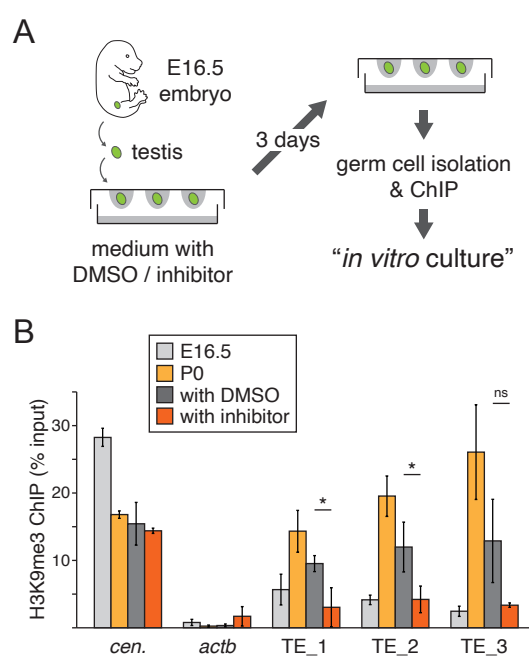 A
E16.5
embryo
testis
medium with
DMSO / inhibitor
3 days
germ cell isolation
& ChIP
“in vitro culture”
B
E16.5
P0
with DMSO
with inhibitor
H3K9me3 ChIP (% input)
30
20
10
*
*
ns
cen.
actb
TE_1
TE_2
TE_3